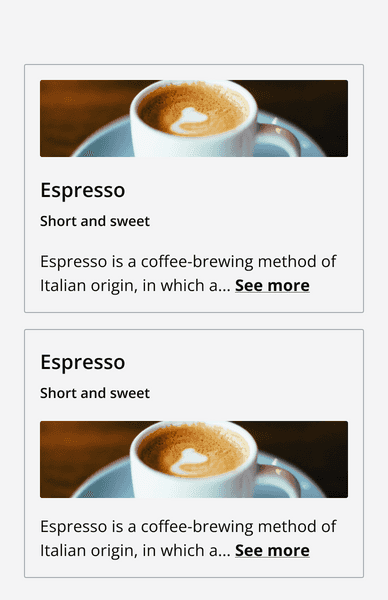 Espresso
Short and sweet
Espresso is a coffee-brewing method of
Italian origin, in which a... See more
Espresso
Short and sweet
Espresso is a coffee-brewing method of
Italian origin, in which a... See more